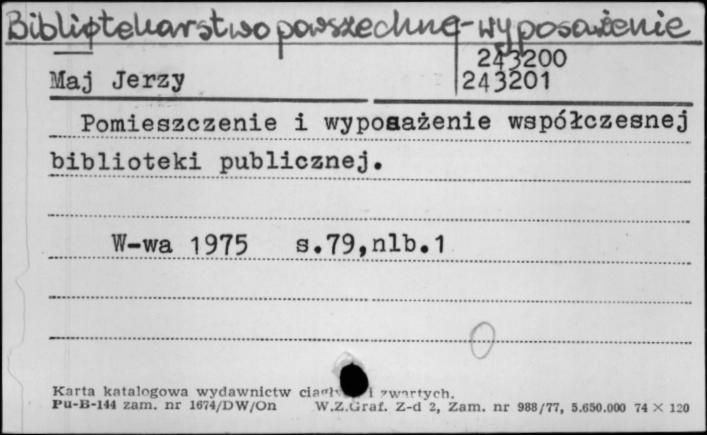 Bibliotekarstwo powszechne-wyposażenie
243200
Maj Jerzy 243201
Pomieszczenie i wyposażenie współczesnej
biblioteki publicznej.
W-wa 1975 s.79,nlb.1
Karta katalogowa wydawnictw i zwartych.
Pu-B-144 zam. nr 1674/DW/On W.Z.Graf. Z-d 2, Zam. nr 988/77, 5.650.000 74 × 120